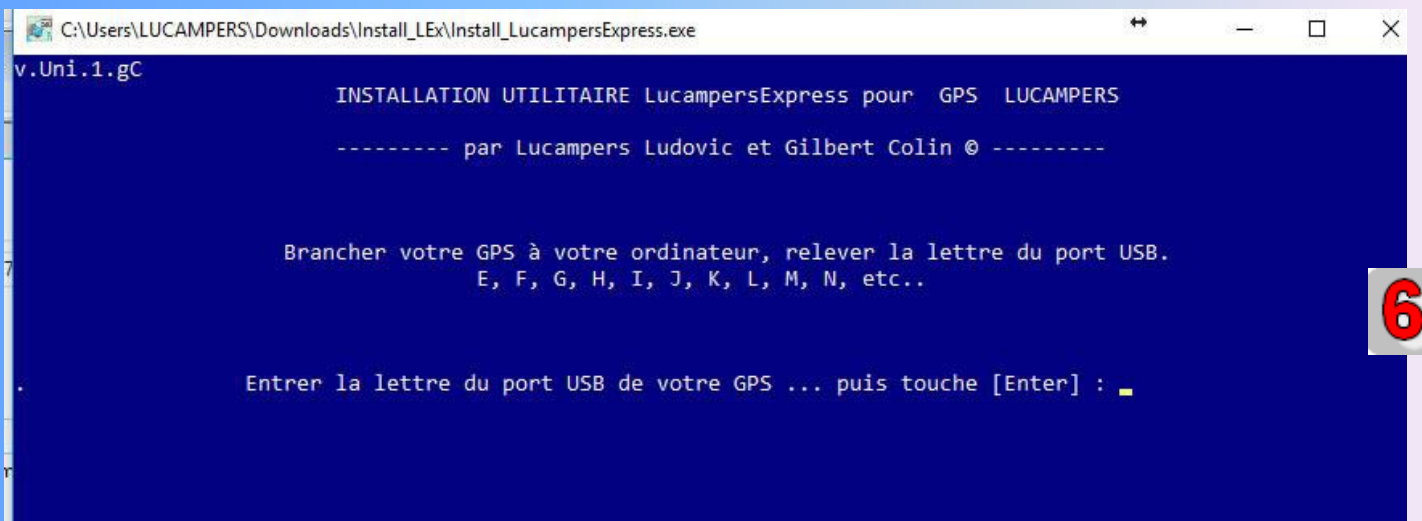 C:\Users\LUCAMPERS\Downloads\Install_LEx\Install_LucampersExpress.exe
v.Uni.1.gC
INSTALLATION UTILITAIRE LucampersExpress pour GPS LUCAMPERS
--------- par Lucampers Ludovic et Gilbert Colin © ---------
Brancher votre GPS à votre ordinateur, relever la lettre du port USB.
E, F, G, H, I, J, K, L, M, N, etc..
6
. Entrer la lettre du port USB de votre GPS ... puis touche [Enter] :